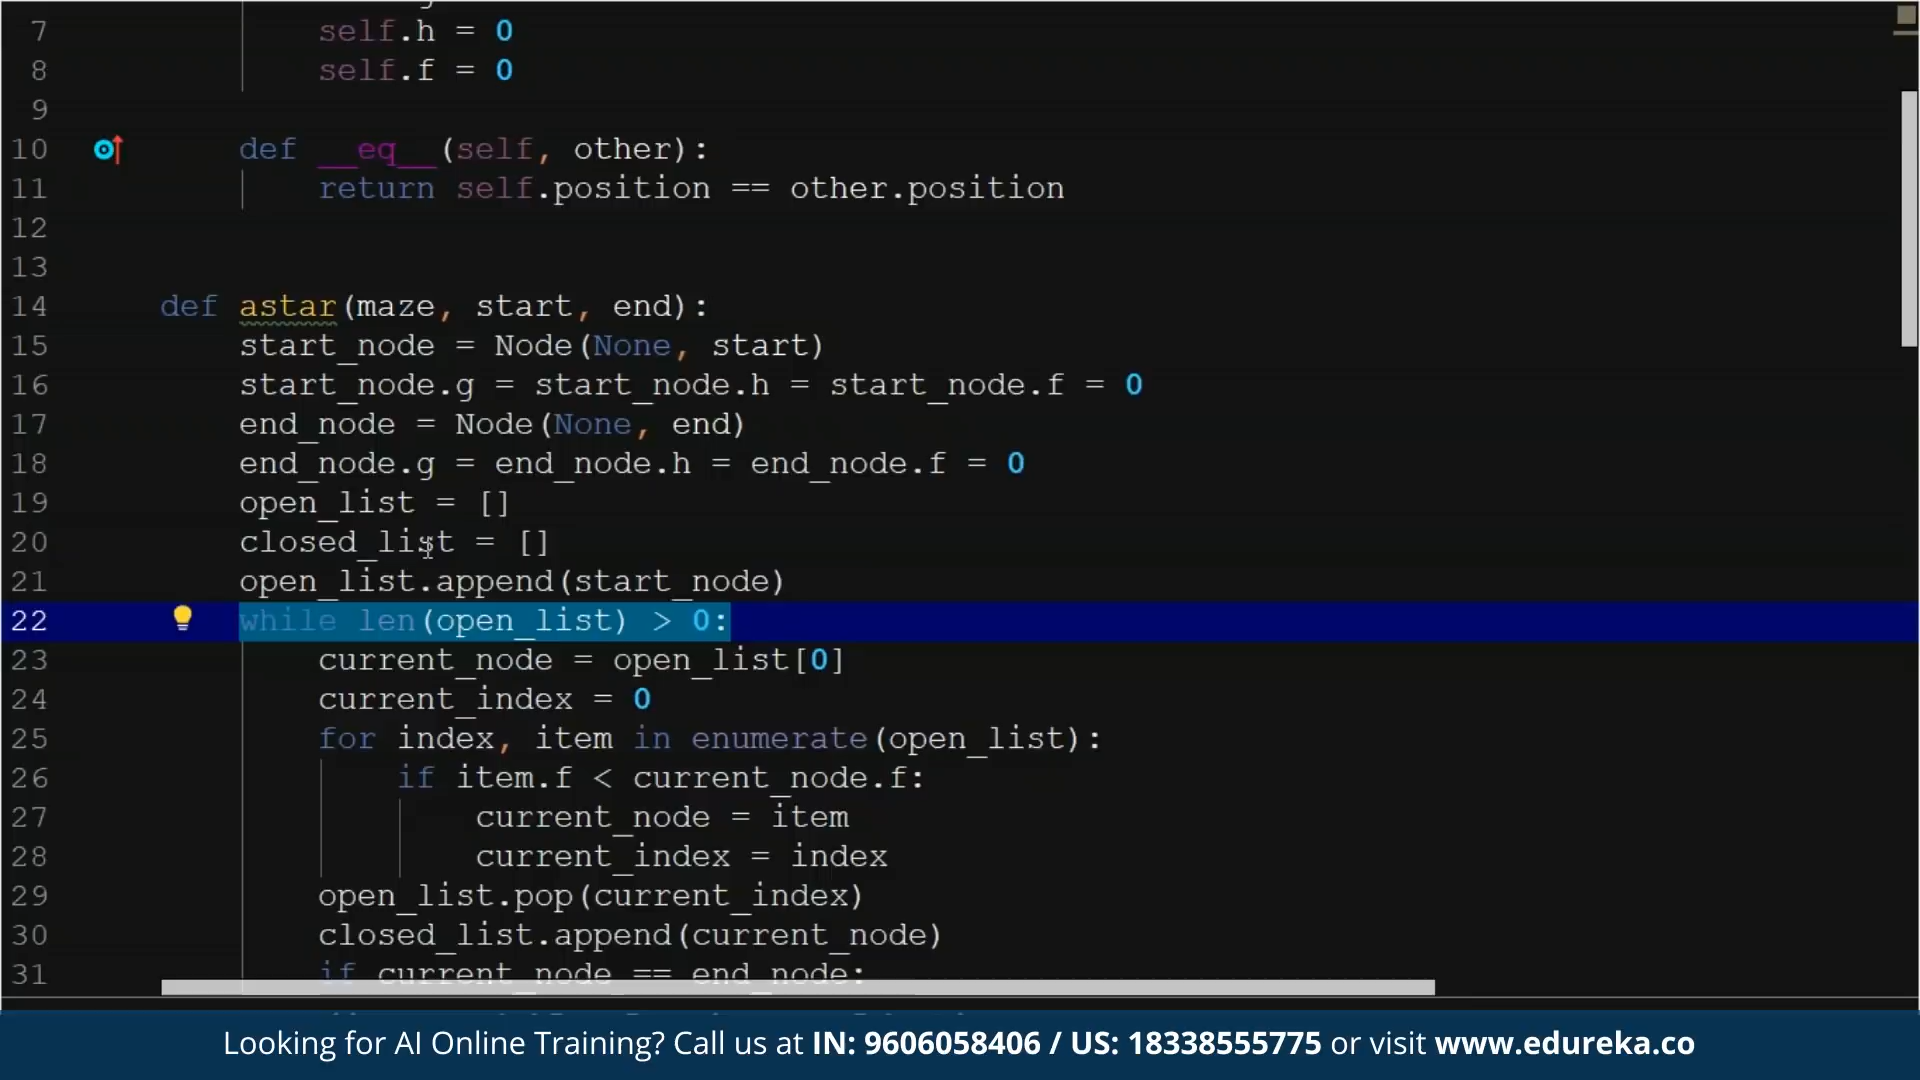 7 self.h = 0
8 self.f = 0
9
10 def __eq__(self, other):
11 return self.position == other.position
12
13
14 def astar(maze, start, end):
15 start_node = Node(None, start)
16 start_node.g = start_node.h = start_node.f = 0
17 end_node = Node(None, end)
18 end_node.g = end_node.h = end_node.f = 0
19 open_list = []
20 closed_list = []
21 open_list.append(start_node)
22 while len(open_list) > 0:
23 current_node = open_list[0]
24 current_index = 0
25 for index, item in enumerate(open_list):
26 if item.f < current_node.f:
27 current_node = item
28 current_index = index
29 open_list.pop(current_index)
30 closed_list.append(current_node)
31 if current_node == end_node:
Looking for AI Online Training? Call us at IN: 9606058406 / US: 18338555775 or visit www.edureka.co